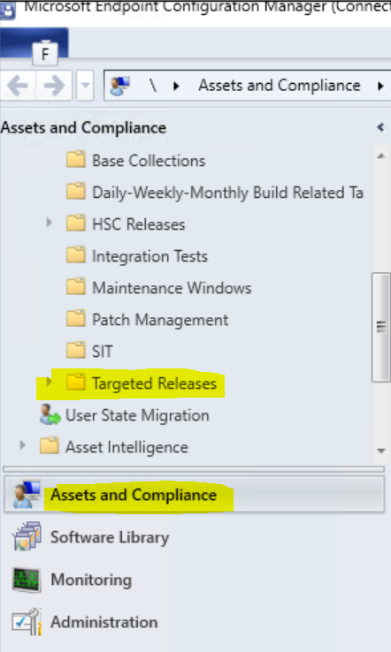 Microsoft Endpoint Configuration Manager (Connect
F
\ Assets and Compliance
Assets and Compliance
Base Collections
Daily-Weekly-Monthly Build Related Ta
HSC Releases
Integration Tests
Maintenance Windows
Patch Management
SIT
Targeted Releases
User State Migration
Asset Intelligence
Assets and Compliance
Software Library
Monitoring
Administration